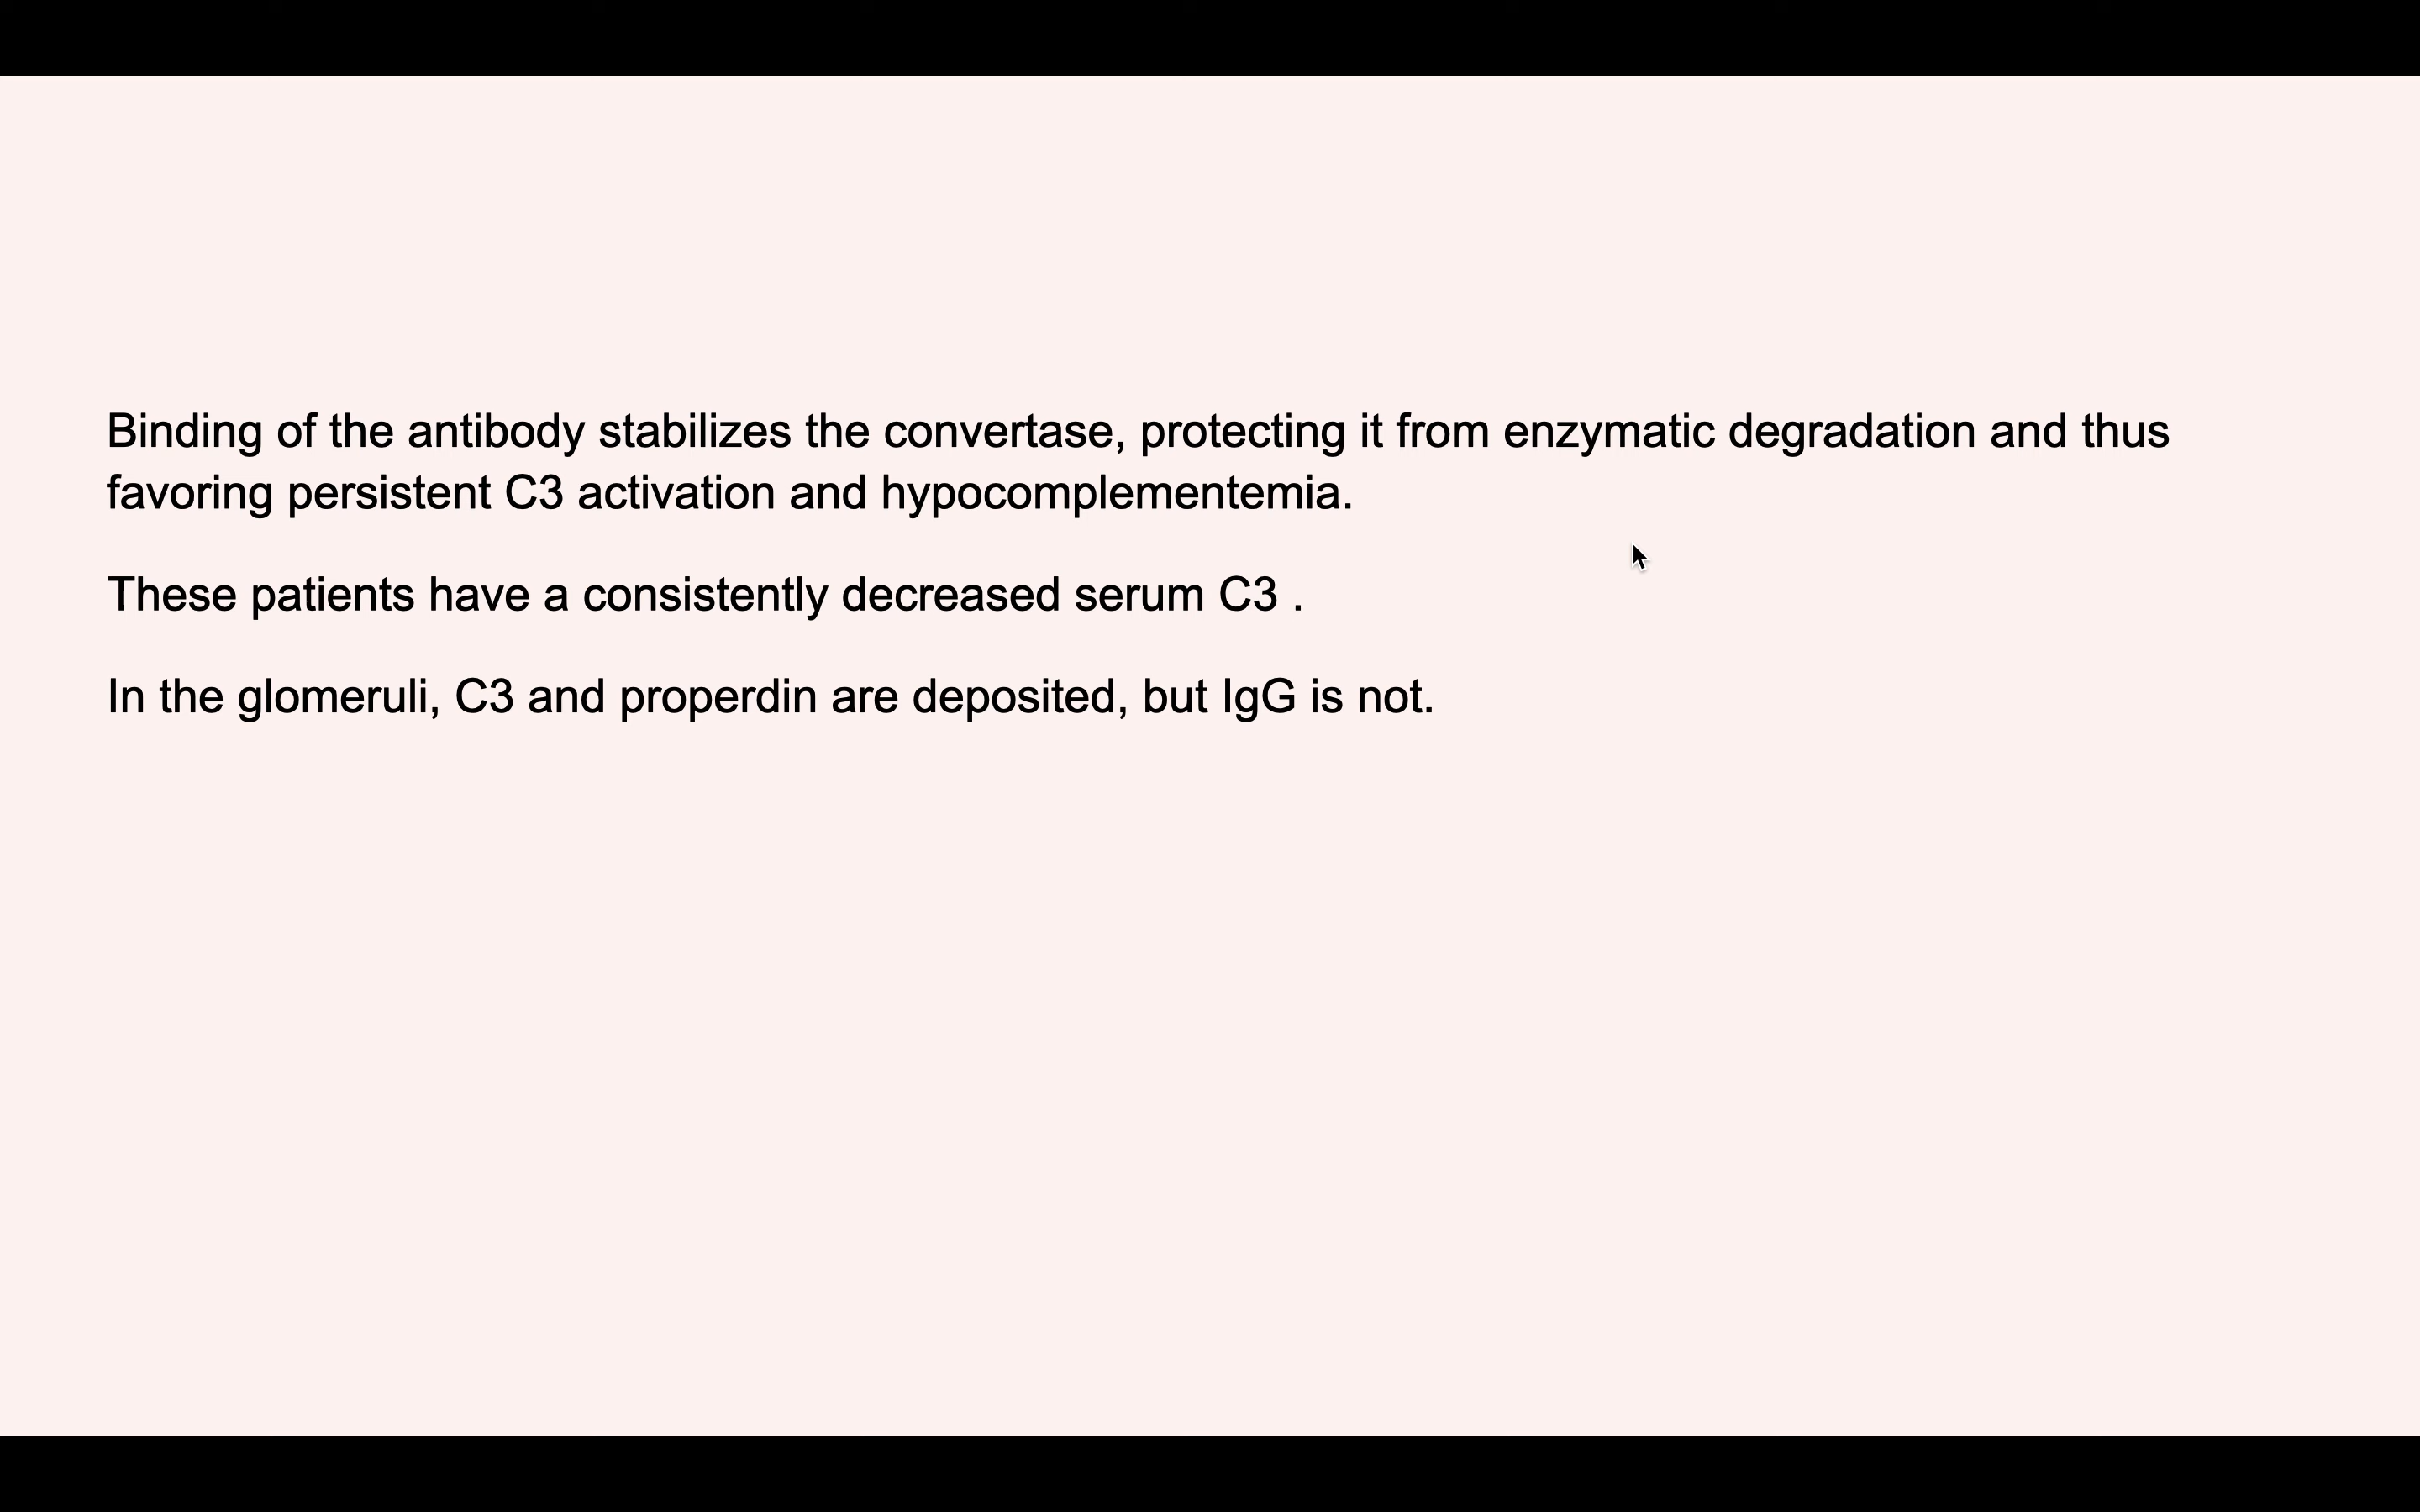 Binding of the antibody stabilizes the convertase, protecting it from enzymatic degradation and thus
favoring persistent C3 activation and hypocomplementemia.
These patients have a consistently decreased serum C3 .
In the glomeruli, C3 and properdin are deposited, but IgG is not.